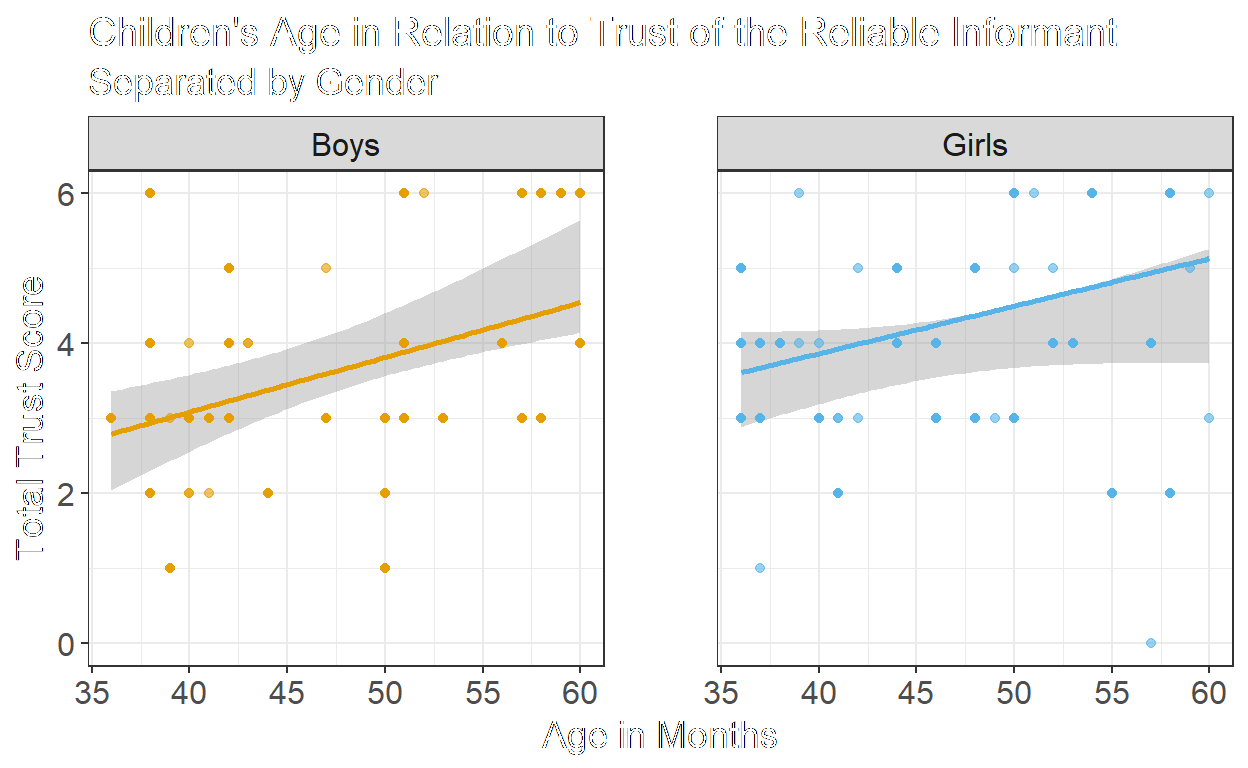 Children's Age in Relation to Trust of the Reliable Informant
Separated by Gender
Boys
Girls
Total Trust Score
6
4
2
0
35 40 45 50 55 60
35 40 45 50 55 60
Age in Months